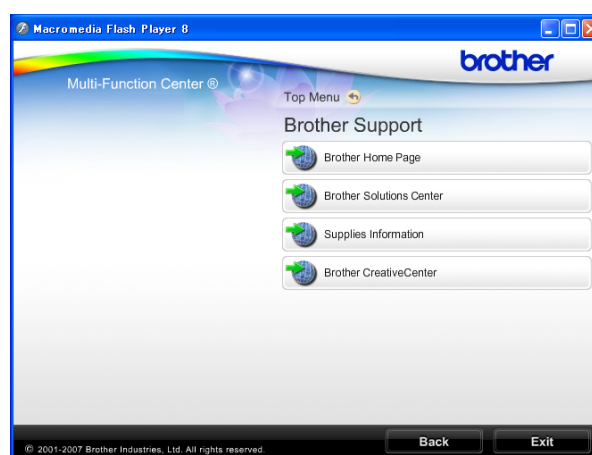 Macromedia Flash Player 8
brother
Multi-Function Center ®
Top Menu
Brother Support
Brother Home Page
Brother Solutions Center
Supplies Information
Brother CreativeCenter
Back
Exit
© 2001-2007 Brother Industries, Ltd. All rights reserved.